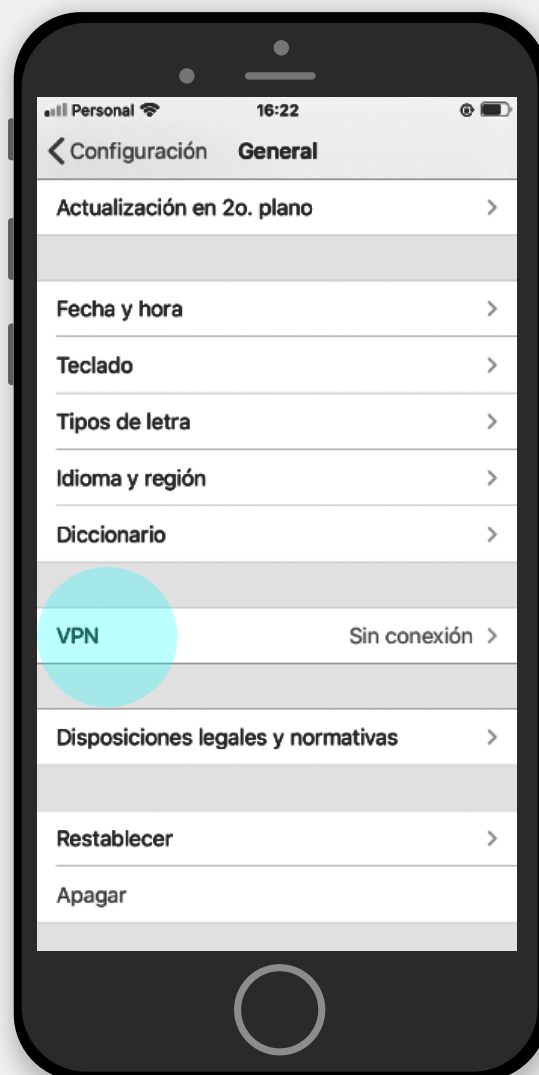 Personal 16:22
Configuración General
Actualización en 2o. plano
Fecha y hora
Teclado
Tipos de letra
Idioma y región
Diccionario
VPN Sin conexión
Disposiciones legales y normativas
Restablecer
Apagar